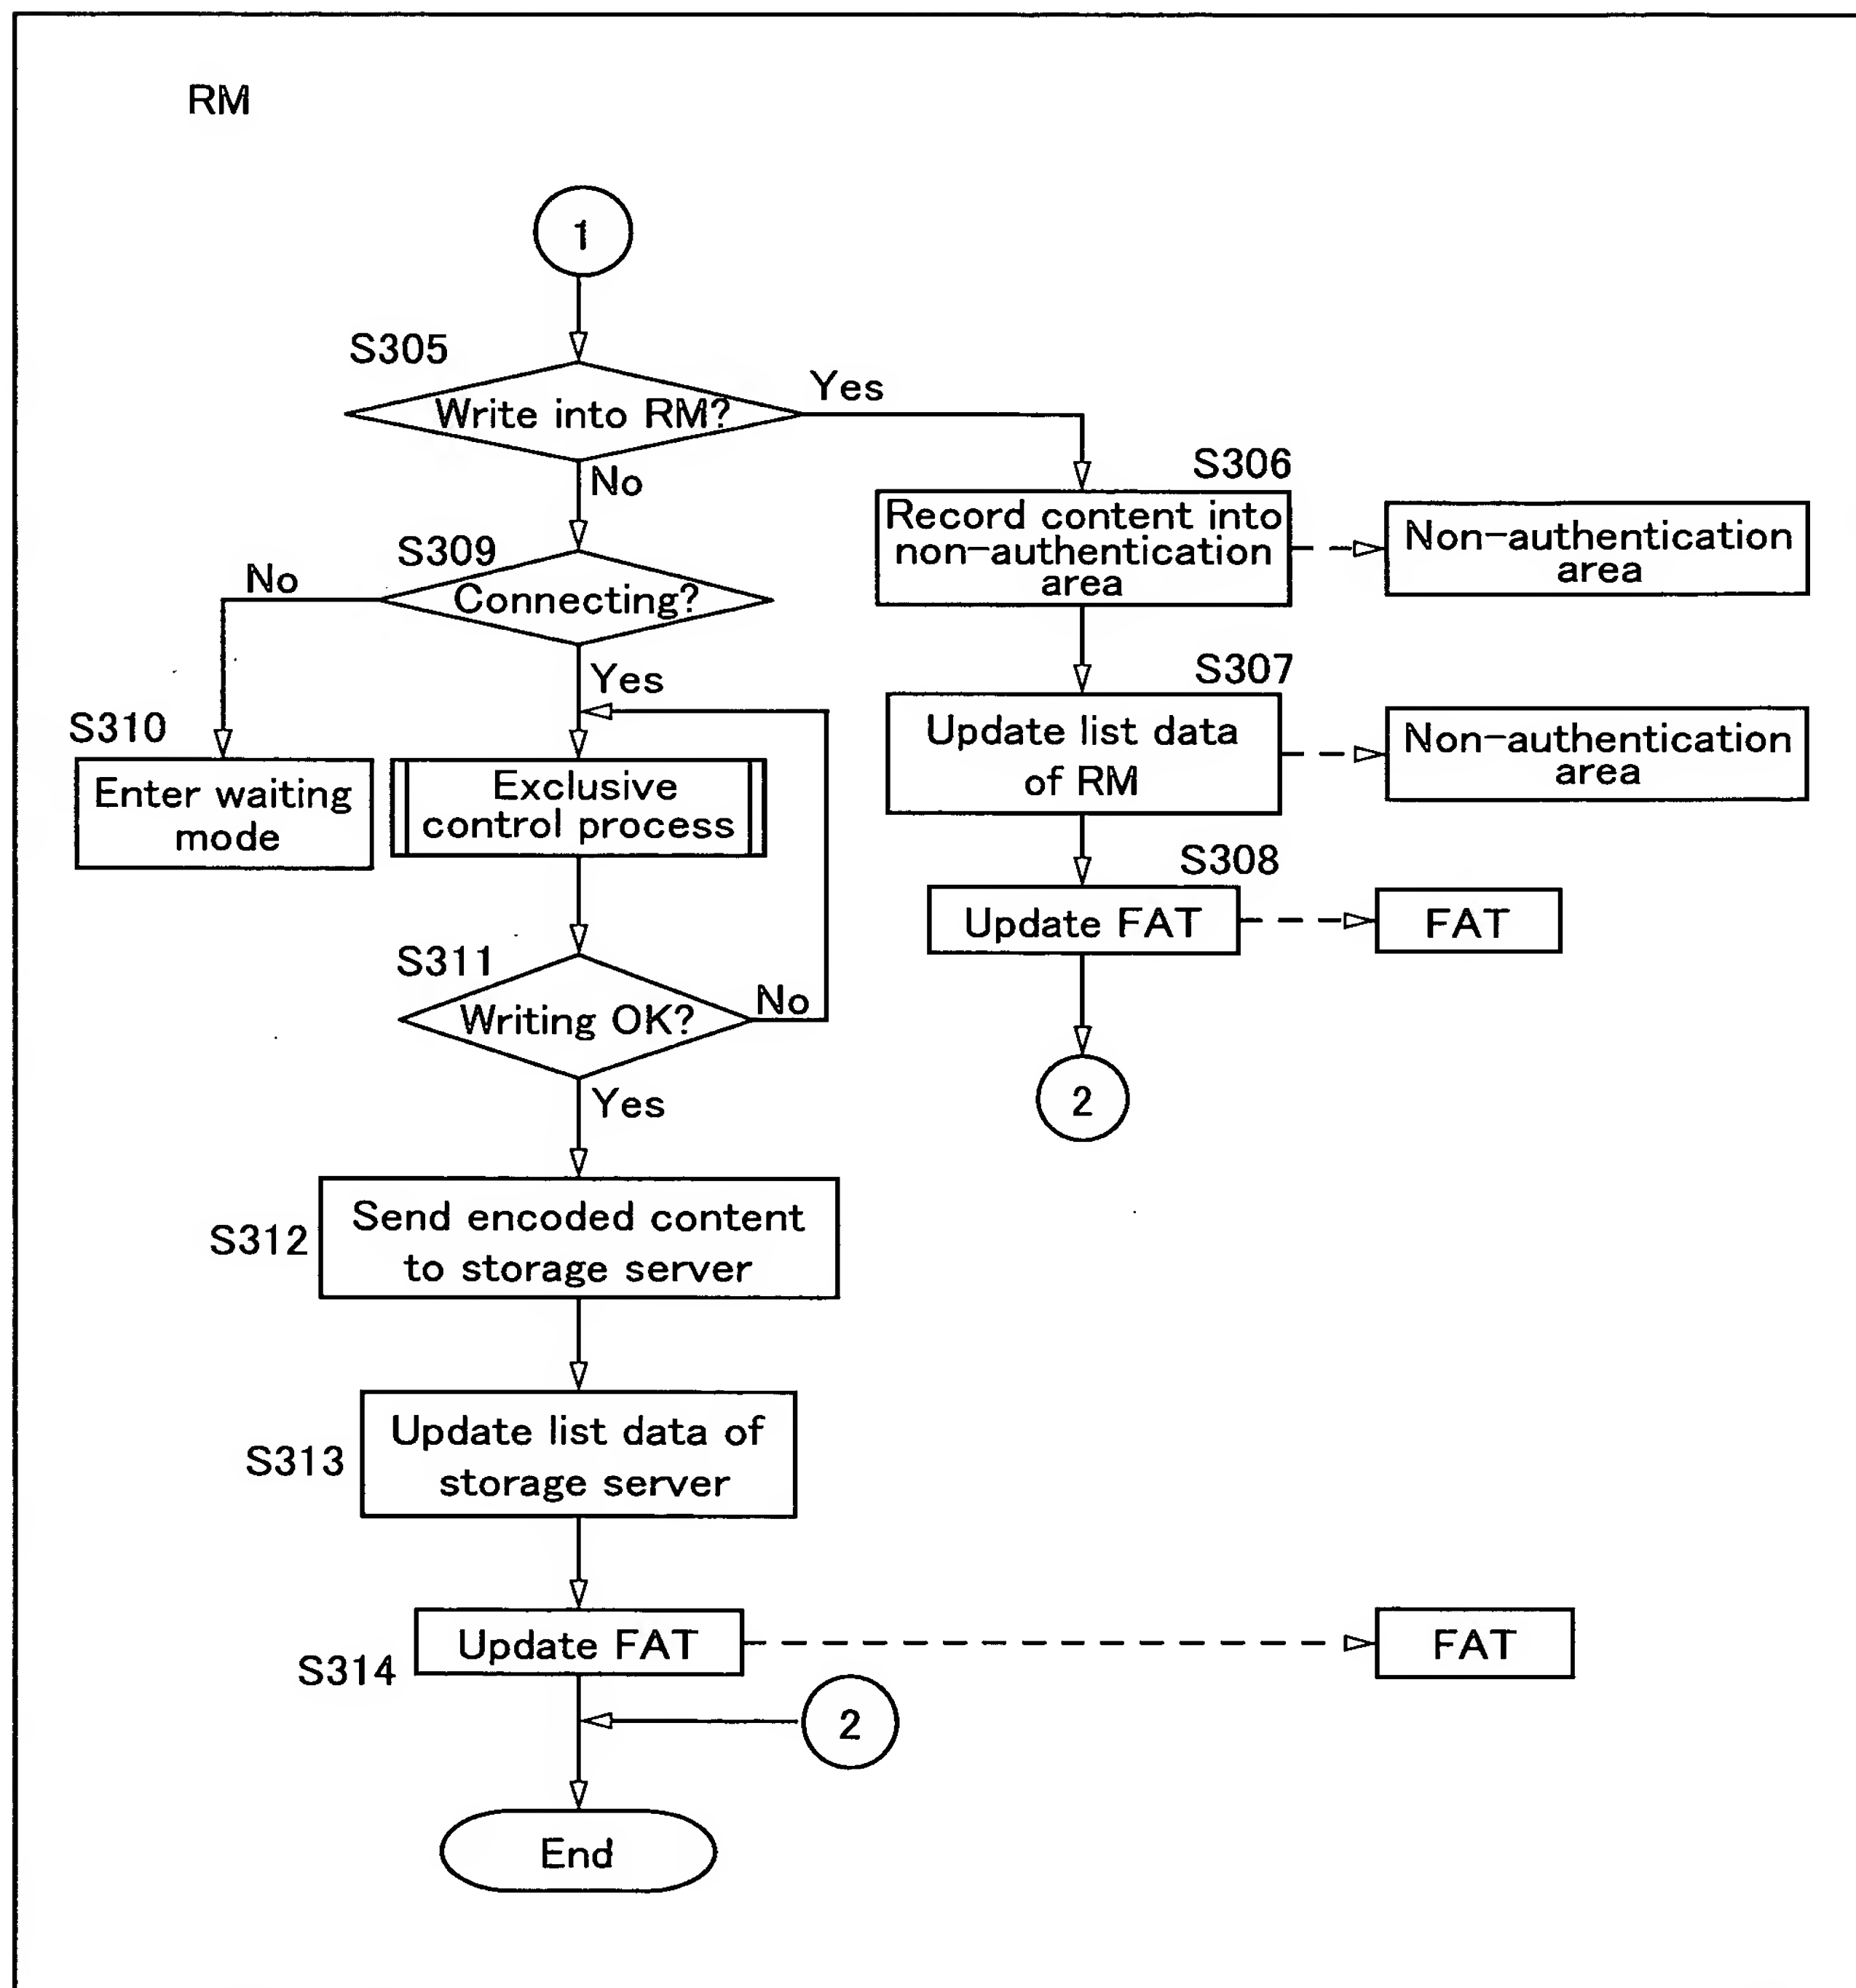 RM
1
S305
Write into RM?
Yes
No
S306
Record content into
non-authentication
area
Non-authentication
area
S309
Connecting?
No
Yes
S307
Update list data
of RM
Non-authentication
area
S310
Enter waiting
mode
Exclusive
control process
S308
Update FAT
FAT
S311
Writing OK?
No
Yes
2
S312
Send encoded content
to storage server
S313
Update list data of
storage server
S314
Update FAT
FAT
2
End